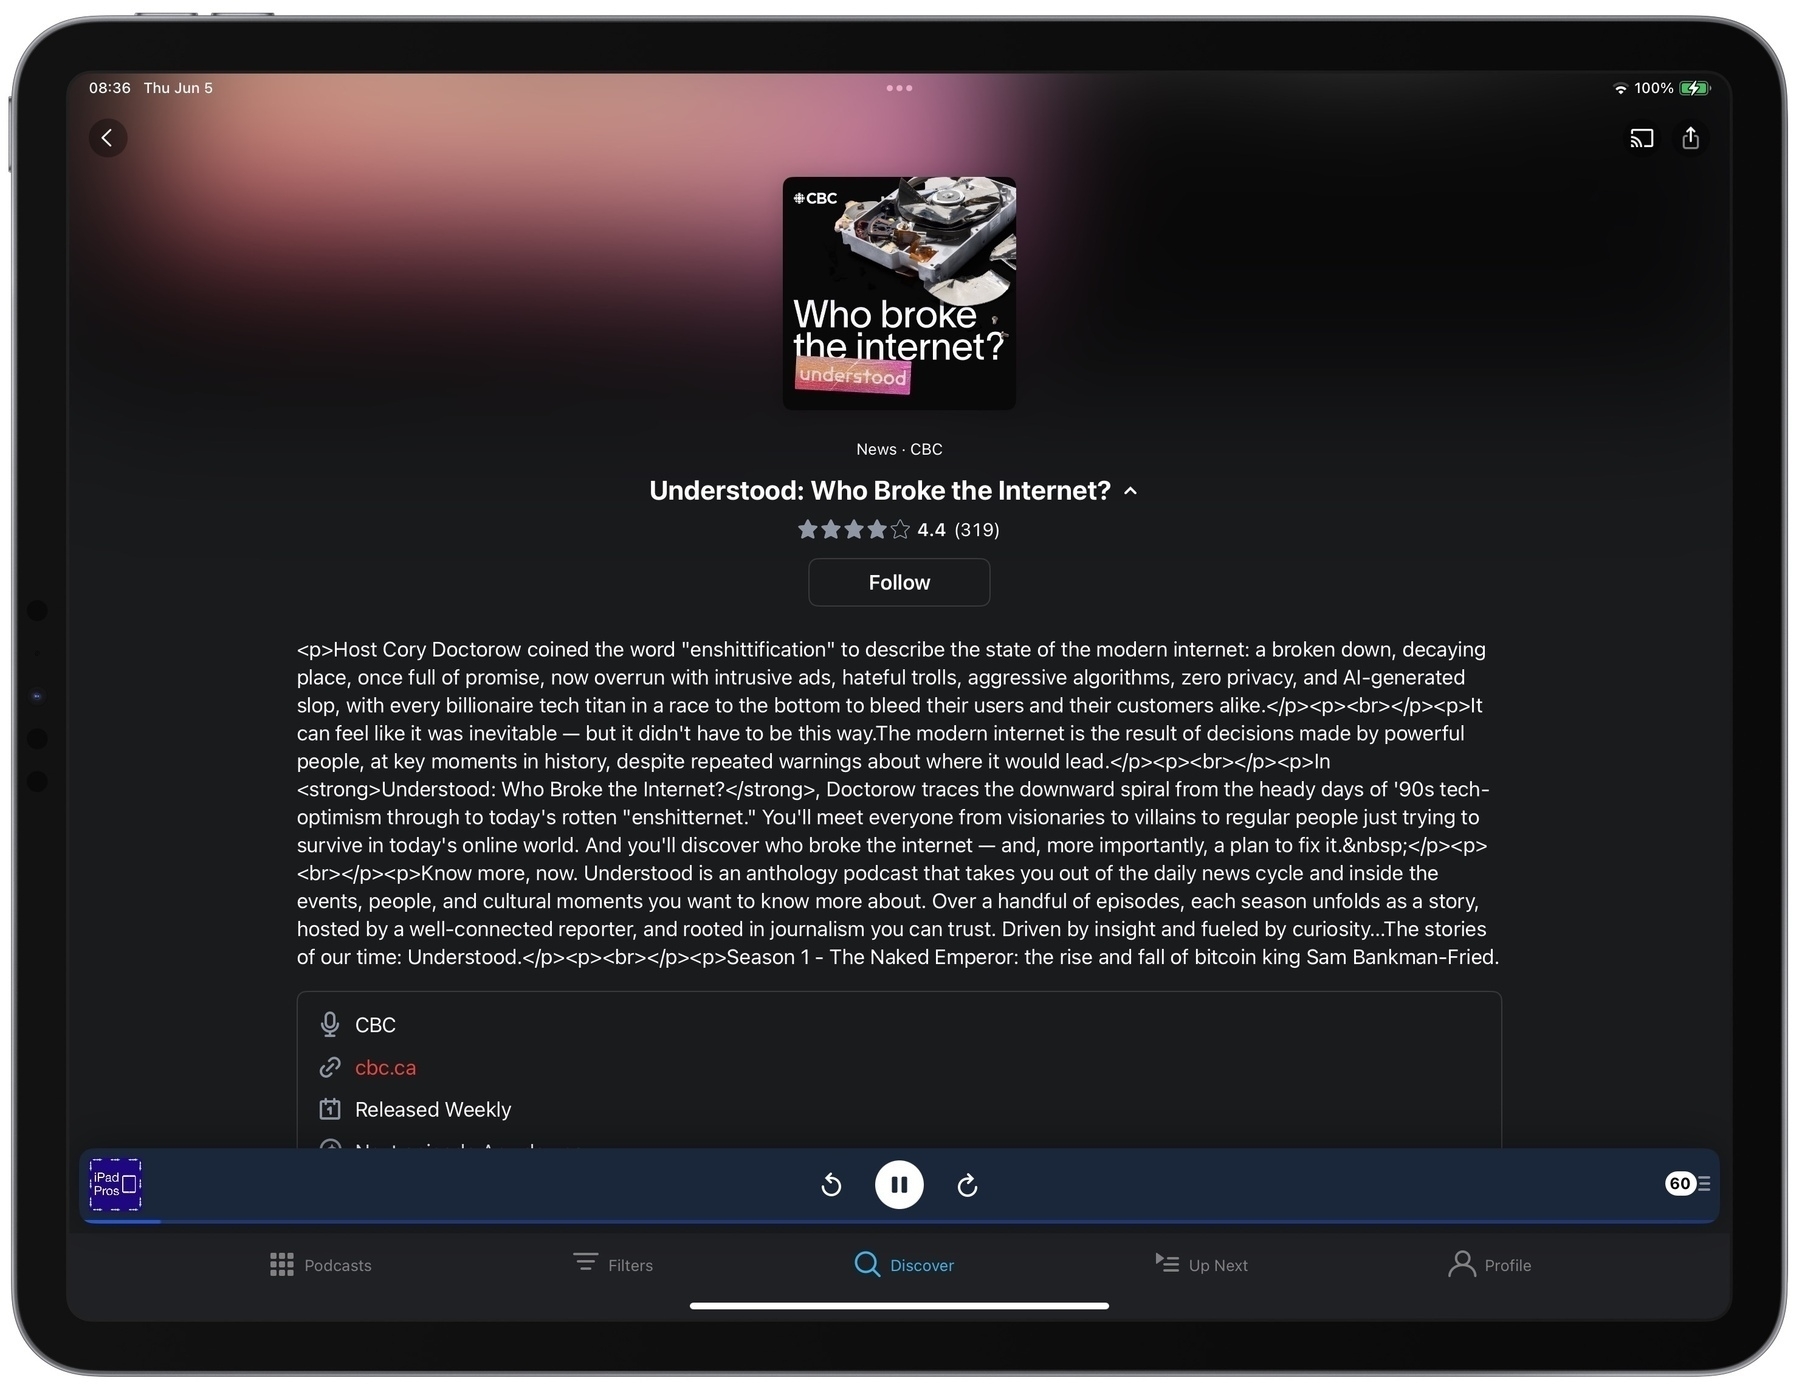 08:36 Thu Jun 5
100%
CBC
Who broke
the internet?
understood
News · CBC
Understood: Who Broke the Internet?
4.4 (319)
Follow
<p>Host Cory Doctorow coined the word "enshittification" to describe the state of the modern internet: a broken down, decaying
place, once full of promise, now overrun with intrusive ads, hateful trolls, aggressive algorithms, zero privacy, and AI-generated
slop, with every billionaire tech titan in a race to the bottom to bleed their users and their customers alike.</p><p><br></p><p>It
can feel like it was inevitable — but it didn't have to be this way.The modern internet is the result of decisions made by powerful
people, at key moments in history, despite repeated warnings about where it would lead.</p><p><br></p><p>In
<strong>Understood: Who Broke the Internet?</strong>, Doctorow traces the downward spiral from the heady days of '90s tech-
optimism through to today's rotten "enshitternet." You'll meet everyone from visionaries to villains to regular people just trying to
survive in today's online world. And you'll discover who broke the internet — and, more importantly, a plan to fix it.&nbsp;</p><p>
<br></p><p>Know more, now. Understood is an anthology podcast that takes you out of the daily news cycle and inside the
events, people, and cultural moments you want to know more about. Over a handful of episodes, each season unfolds as a story,
hosted by a well-connected reporter, and rooted in journalism you can trust. Driven by insight and fueled by curiosity...The stories
of our time: Understood.</p><p><br></p><p>Season 1 - The Naked Emperor: the rise and fall of bitcoin king Sam Bankman-Fried.
CBC
cbc.ca
Released Weekly
iPad
Pros
60
Podcasts Filters Discover Up Next Profile